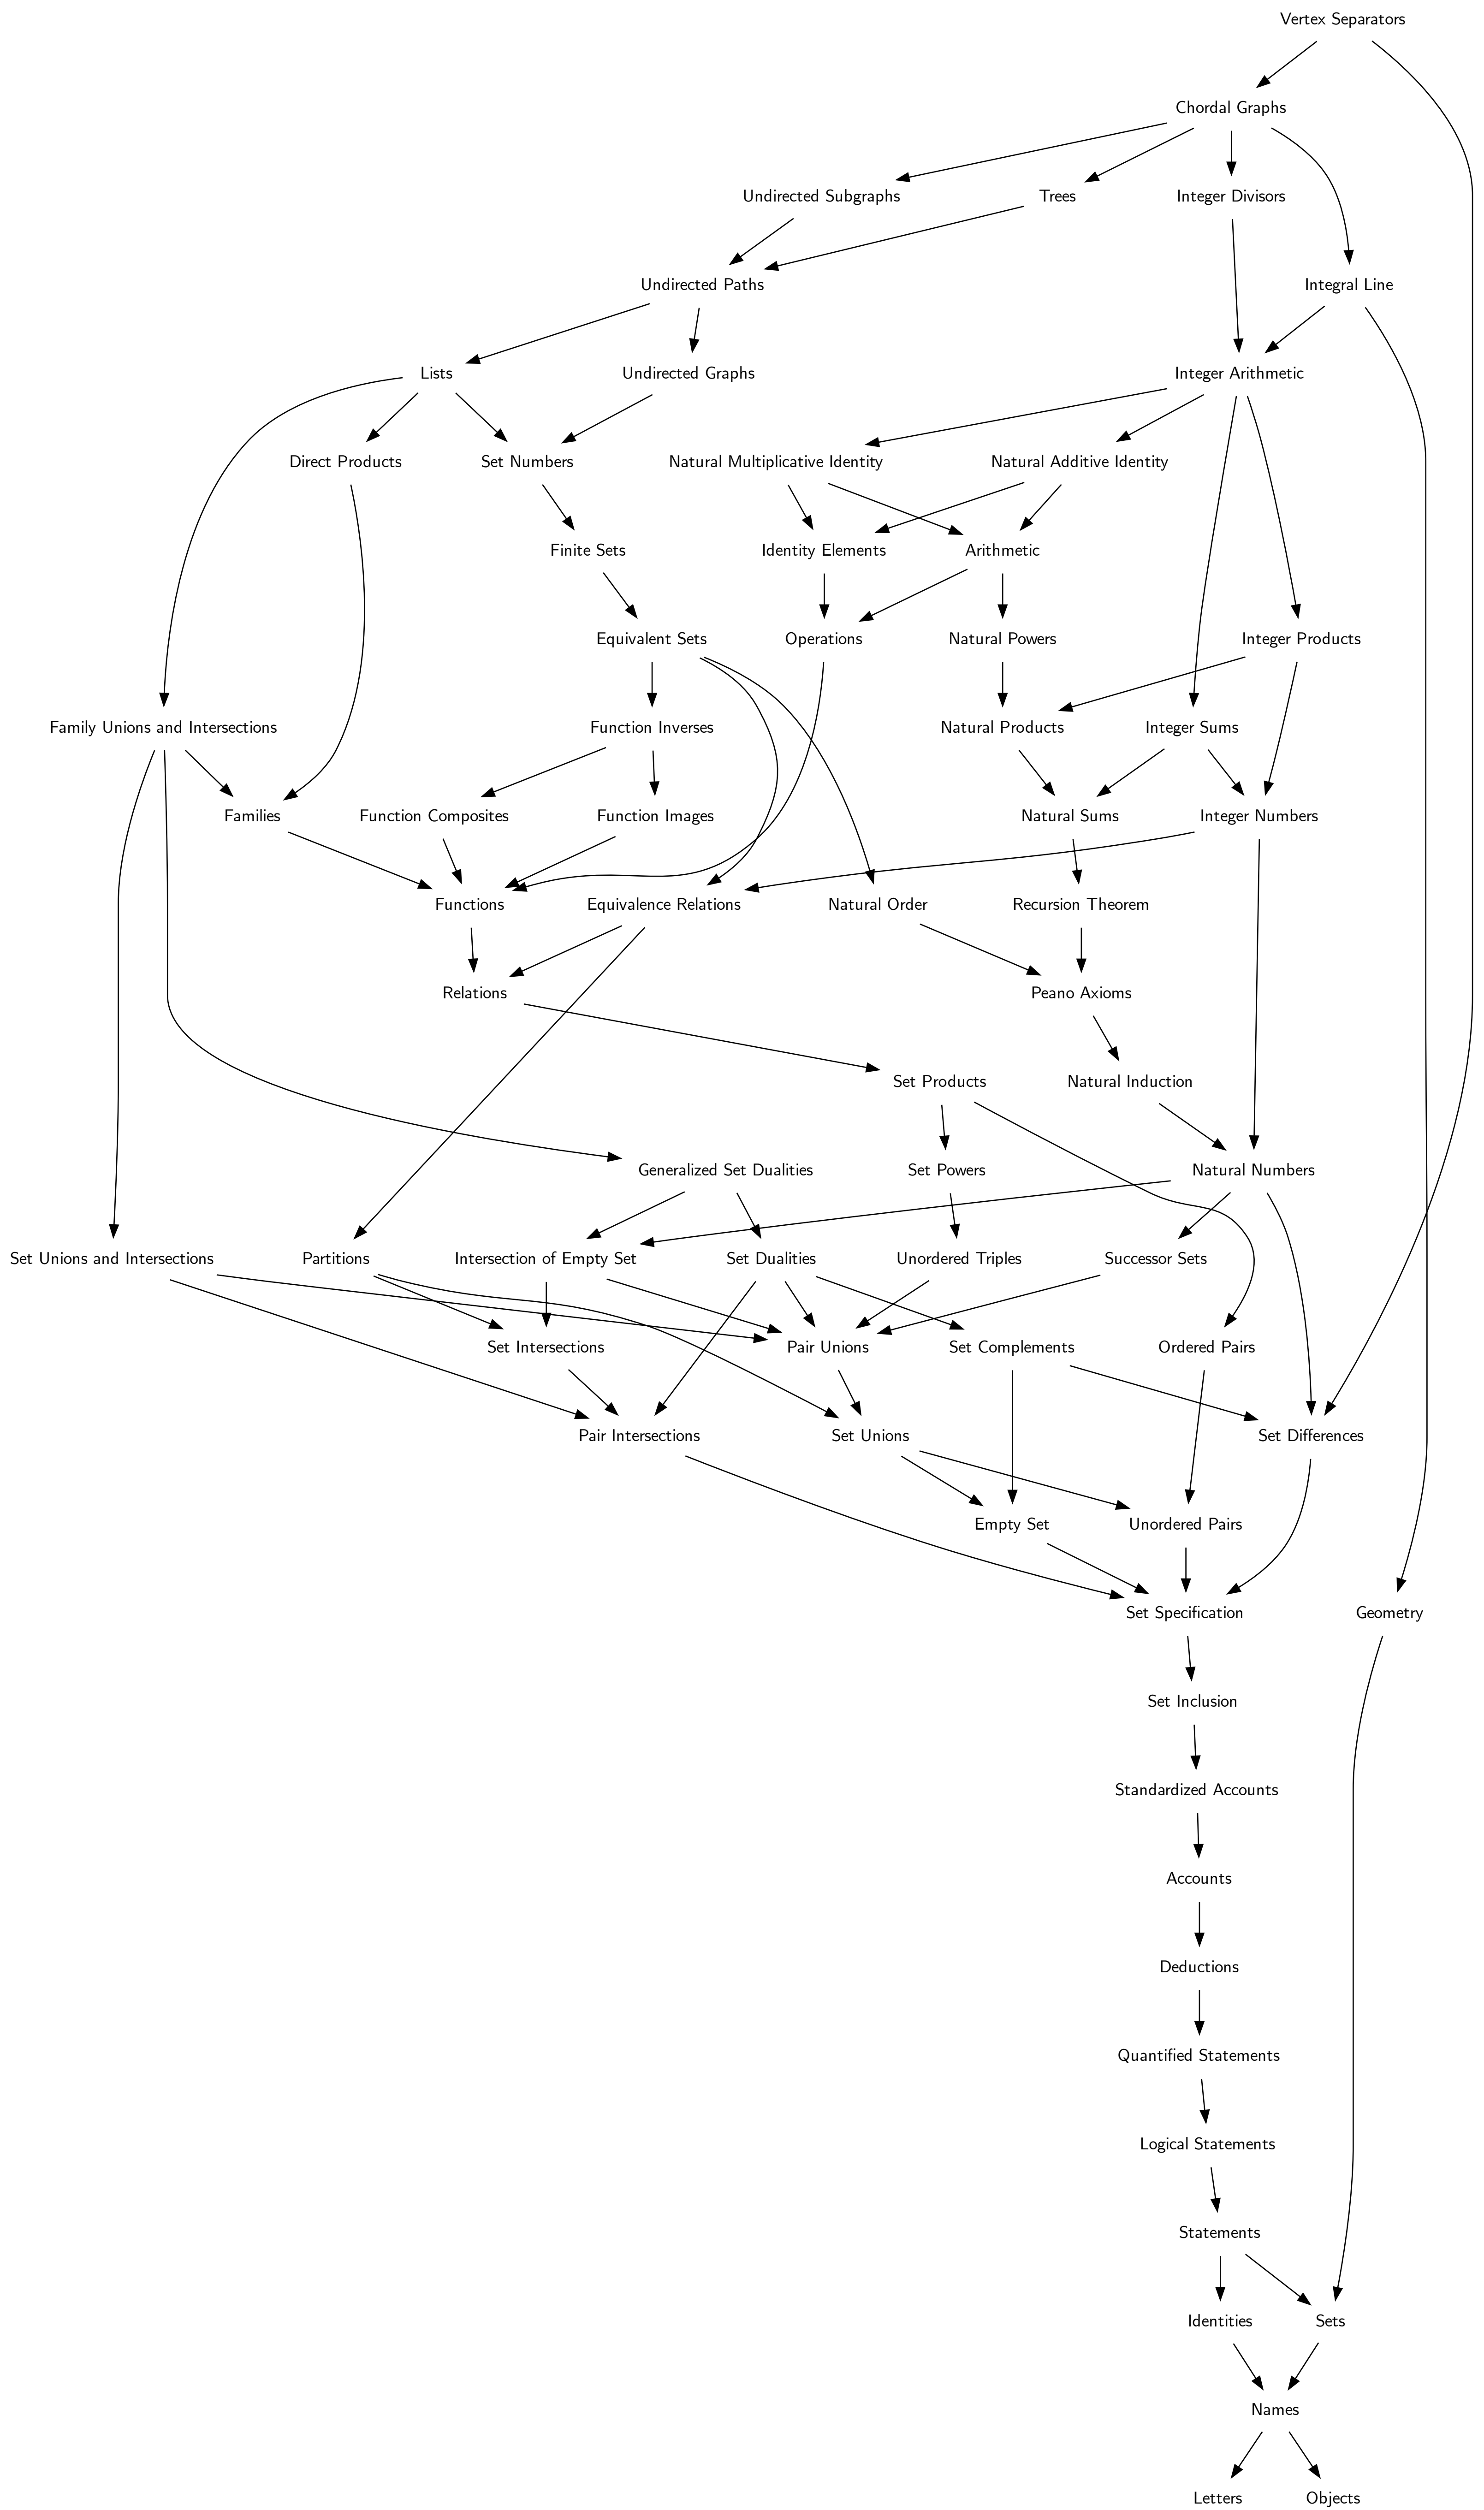 Vertex Separators
Chordal Graphs
Undirected Subgraphs
Trees
Integer Divisors
Undirected Paths
Integral Line
Lists
Undirected Graphs
Integer Arithmetic
Direct Products
Set Numbers
Natural Multiplicative Identity
Natural Additive Identity
Finite Sets
Identity Elements
Arithmetic
Equivalent Sets
Operations
Natural Powers
Integer Products
Family Unions and Intersections
Function Inverses
Natural Products
Integer Sums
Families
Function Composites
Function Images
Natural Sums
Integer Numbers
Functions
Equivalence Relations
Natural Order
Recursion Theorem
Relations
Peano Axioms
Set Products
Natural Induction
Generalized Set Dualities
Set Powers
Natural Numbers
Set Unions and Intersections
Partitions
Intersection of Empty Set
Set Dualities
Unordered Triples
Successor Sets
Set Intersections
Pair Unions
Set Complements
Ordered Pairs
Pair Intersections
Set Unions
Set Differences
Empty Set
Unordered Pairs
Set Specification
Geometry
Set Inclusion
Standardized Accounts
Accounts
Deductions
Quantified Statements
Logical Statements
Statements
Identities
Sets
Names
Letters
Objects